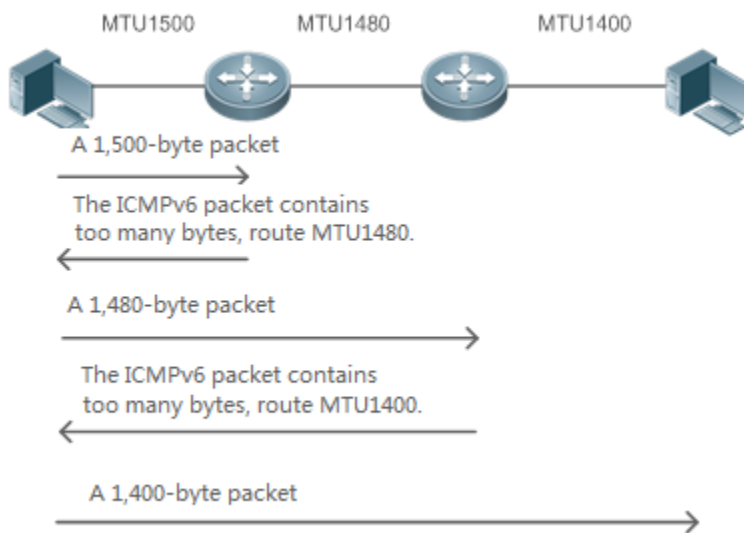 MTU1500 MTU1480 MTU1400
A 1,500-byte packet
The ICMPv6 packet contains
too many bytes, route MTU1480.
A 1,480-byte packet
The ICMPv6 packet contains
too many bytes, route MTU1400.
A 1,400-byte packet